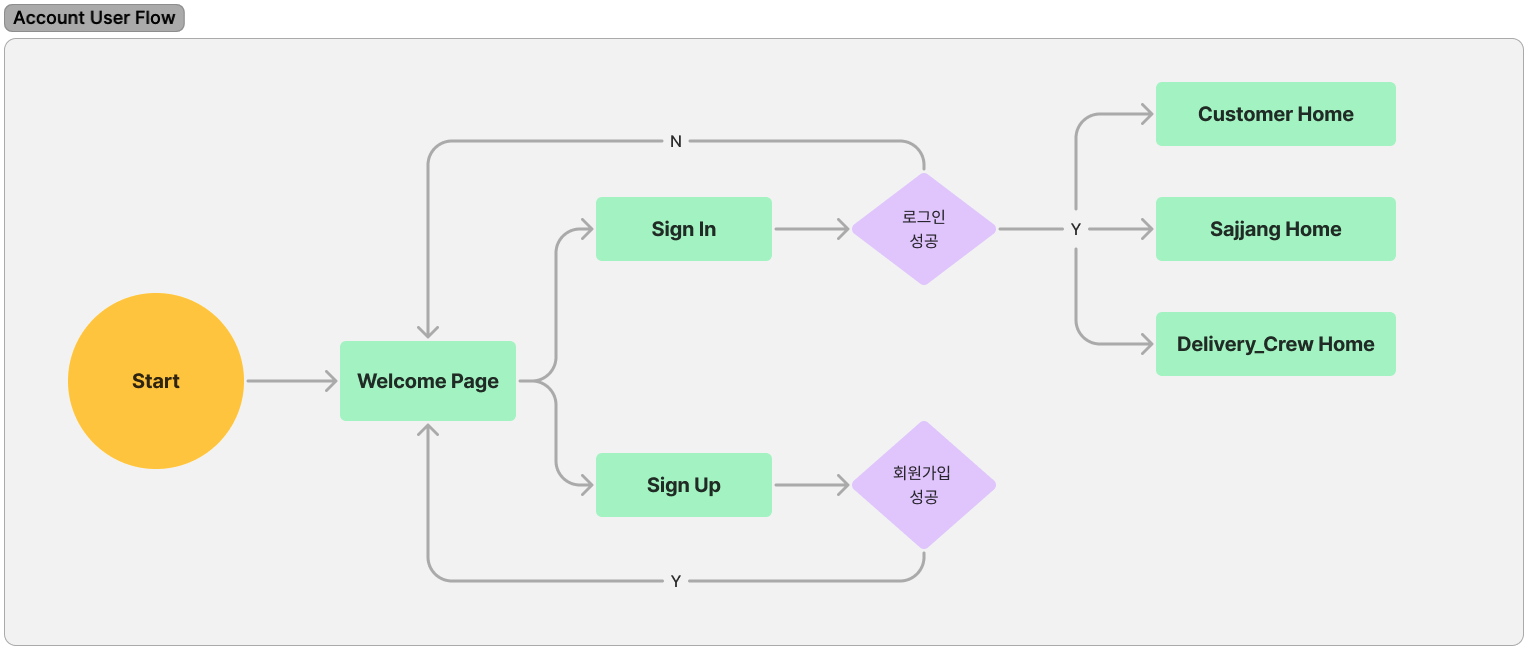 Account User Flow
Customer Home
N
로그인
성공
Sign In
Y
Sajjang Home
Delivery_Crew Home
Start
Welcome Page
회원가입
성공
Sign Up
Y